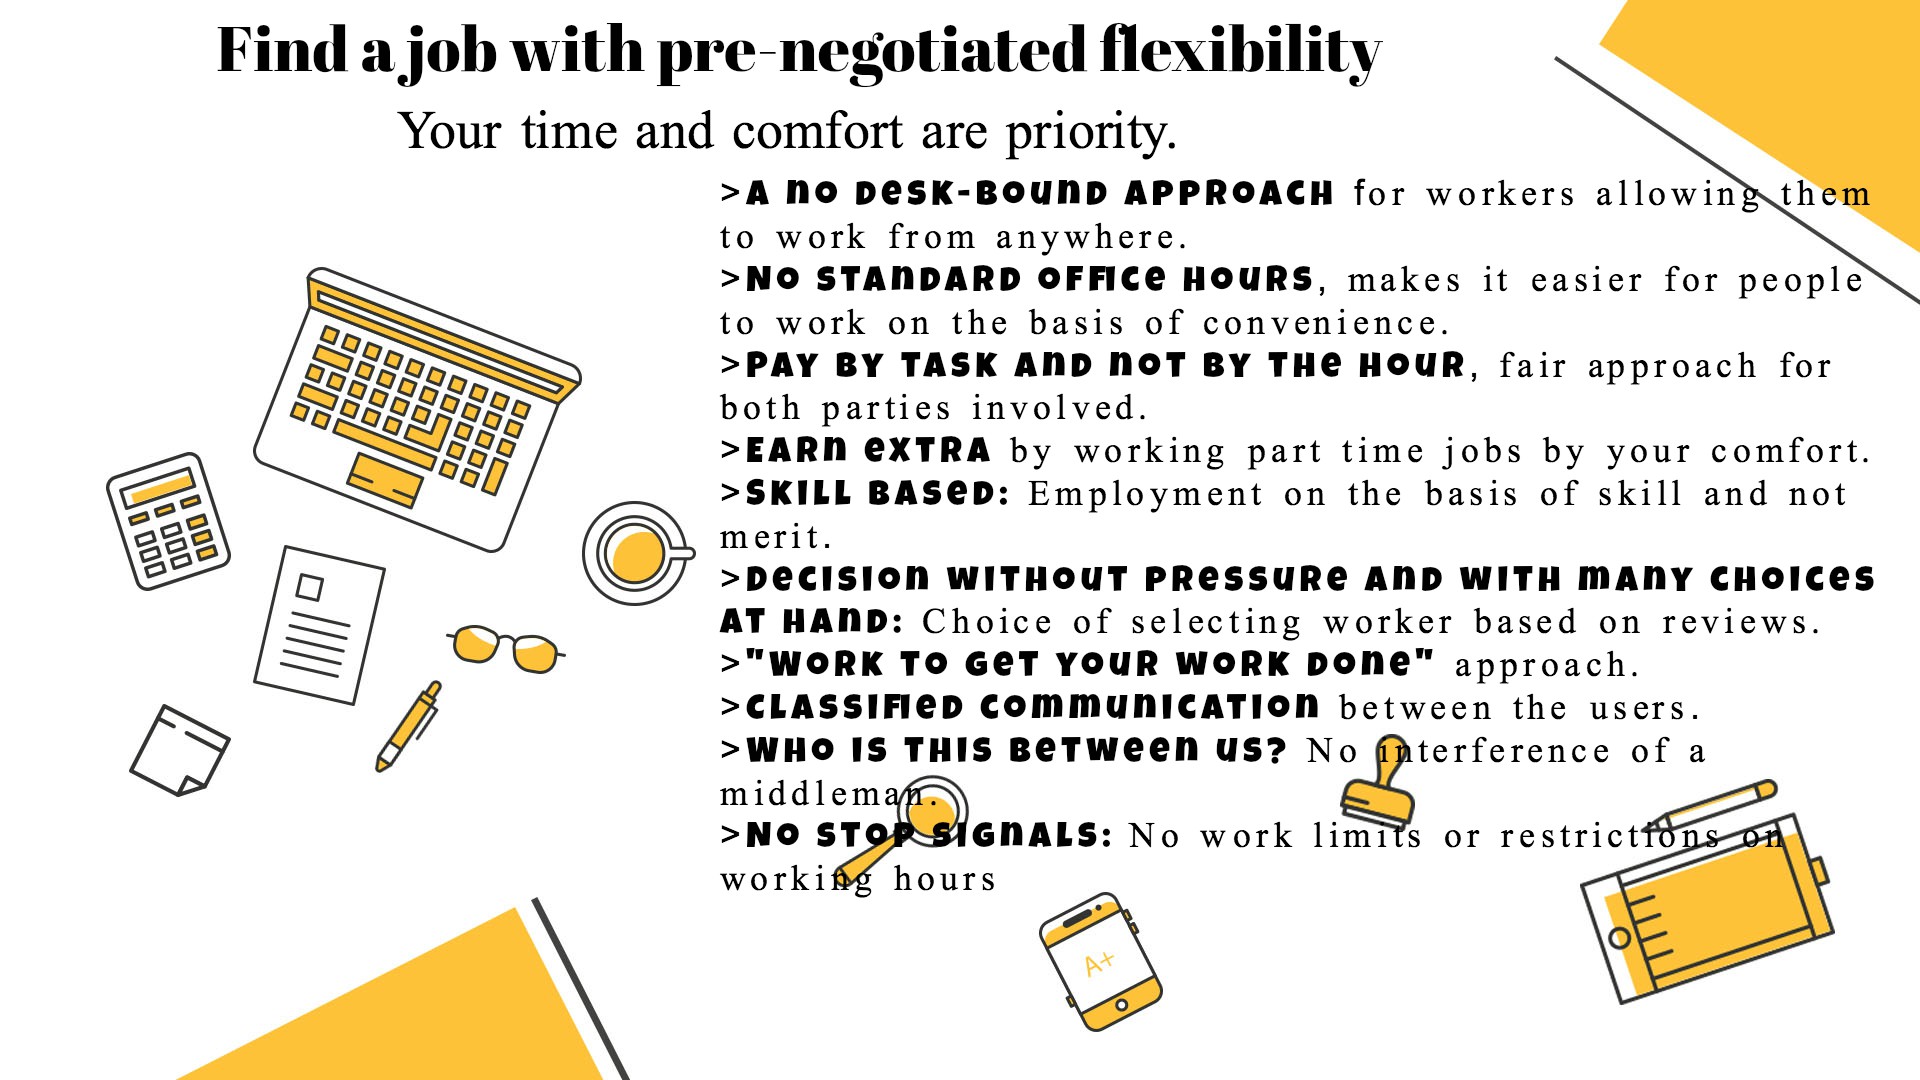 Find a job with pre-negotiated flexibility
Your time and comfort are priority.
>A no desk-bound approach for workers allowing them
to work from anywhere.
>No standard office hours, makes it easier for people
to work on the basis of convenience.
>Pay by task and not by the hour, fair approach for
both parties involved.
>Earn extra by working part time jobs by your comfort.
>Skill based: Employment on the basis of skill and not
merit.
>Decision without pressure and with many choices
at hand: Choice of selecting worker based on reviews.
>"Work to get your work done" approach.
>Classified communication between the users.
>Who is this between us? No interference of a
middleman.
>No stop signals: No work limits or restrictions on
working hours
A+